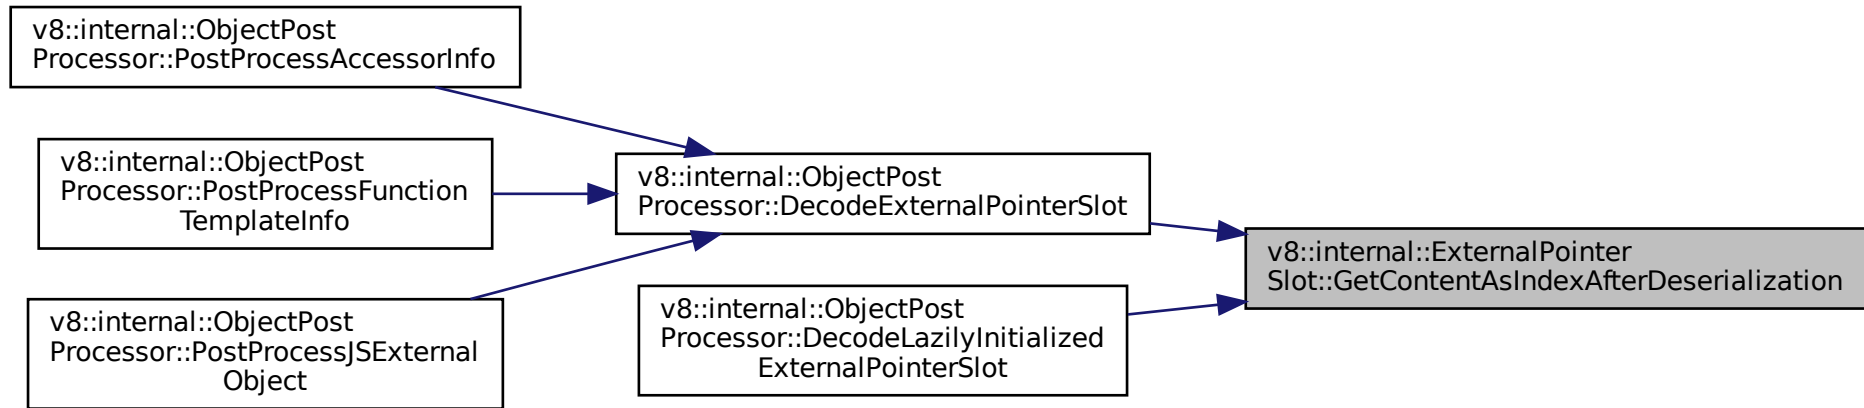 v8::internal::ObjectPost
Processor::PostProcessAccessorInfo
v8::internal::ObjectPost
Processor::PostProcessFunction
TemplateInfo
v8::internal::ObjectPost
Processor::PostProcessJSExternal
Object
v8::internal::ObjectPost
Processor::DecodeExternalPointerSlot
v8::internal::ObjectPost
Processor::DecodeLazilyInitialized
ExternalPointerSlot
v8::internal::ExternalPointer
Slot::GetContentAsIndexAfterDeserialization